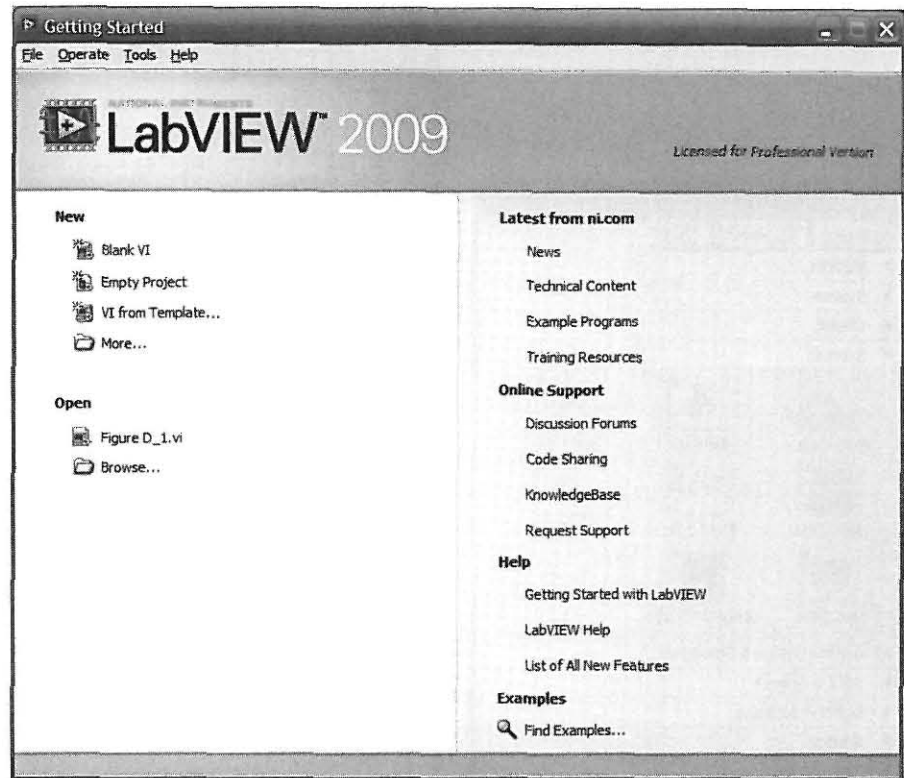 Getting Started
File Operate Tools Help
NATIONAL INSTRUMENTS
LabVIEW™ 2009
Licensed for Professional Version
New
Blank VI
Empty Project
VI from Template...
More...
Open
Figure D_1.vi
Browse...
Latest from ni.com
News
Technical Content
Example Programs
Training Resources
Online Support
Discussion Forums
Code Sharing
KnowledgeBase
Request Support
Help
Getting Started with LabVIEW
LabVIEW Help
List of All New Features
Examples
Find Examples...